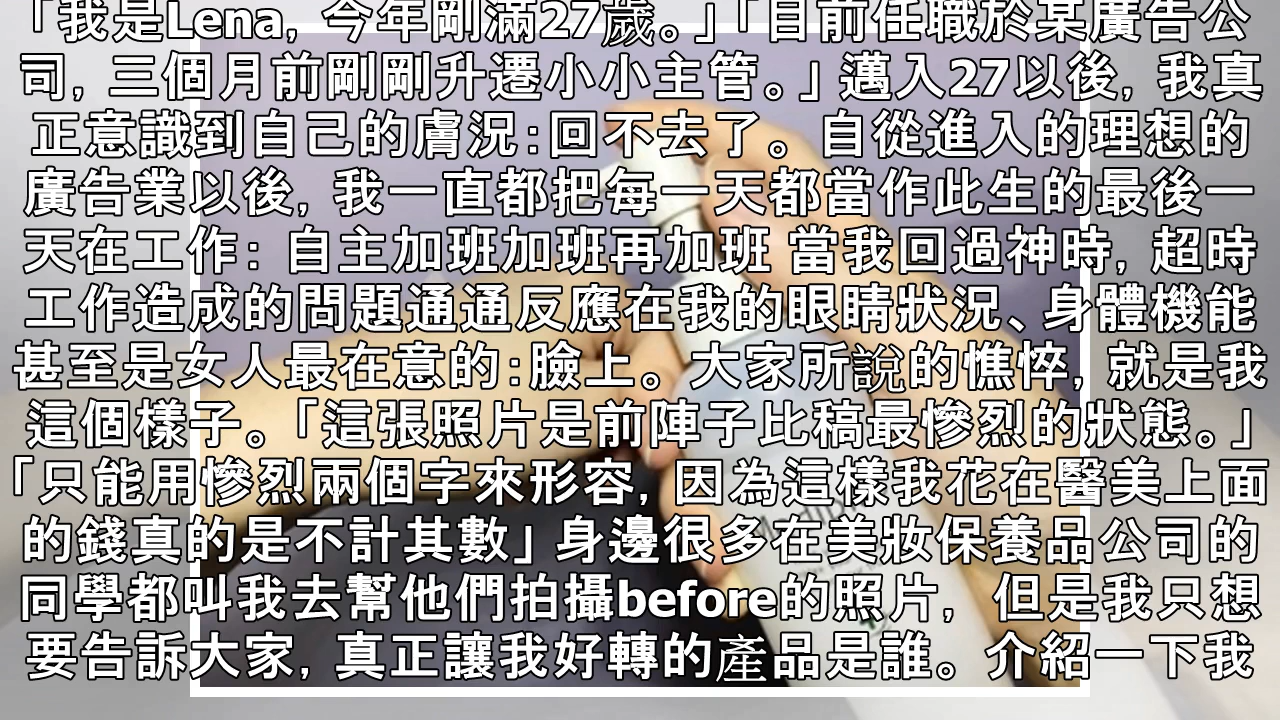 「我是Lena, 今年剛滿27歲。」「目前任職於某廣告公
司, 三個月前剛剛升遷小小主管。」邁入27以後, 我真
正意識到自己的膚況:回不去了。自從進入的理想的
廣告業以後, 我一直都把每一天都當作此生的最後一
天在工作: 自主加班加班再加班 當我回過神時, 超時
工作造成的問題通通反應在我的眼睛狀況、身體機能
甚至是女人最在意的:臉上。大家所說的憔悴, 就是我
這個樣子。「這張照片是前陣子比稿最慘烈的狀態。」
「只能用慘烈兩個字來形容, 因為這樣我花在醫美上面
的錢真的是不計其數」身邊很多在美妝保養品公司的
同學都叫我去幫他們拍攝before的照片, 但是我只想
要告訴大家, 真正讓我好轉的產品是誰。介紹一下我